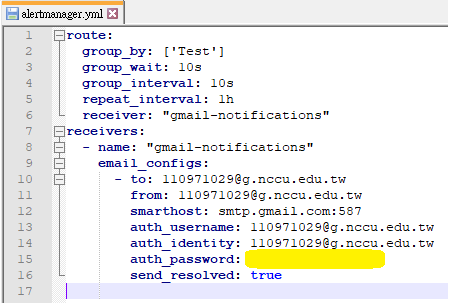 alertmanager.yml
1 route:
2 group_by: ['Test']
3 group_wait: 10s
4 group_interval: 10s
5 repeat_interval: 1h
6 receiver: "gmail-notifications"
7 receivers:
8 - name: "gmail-notifications"
9 email_configs:
10 - to: 110971029@g.nccu.edu.tw
11 from: 110971029@g.nccu.edu.tw
12 smarthost: smtp.gmail.com:587
13 auth_username: 110971029@g.nccu.edu.tw
14 auth_identity: 110971029@g.nccu.edu.tw
15 auth_password:
16 send_resolved: true
17